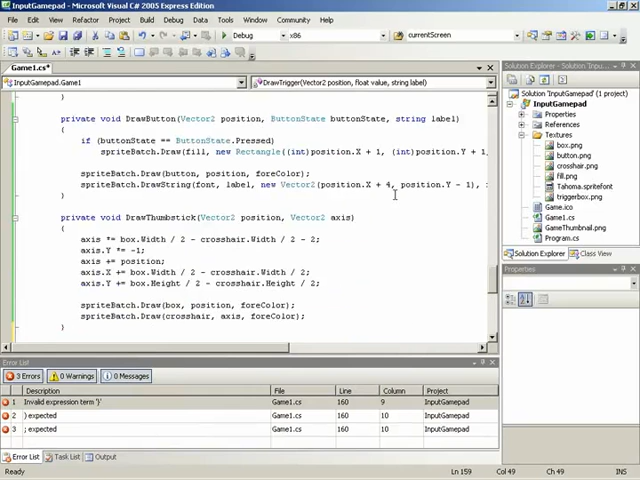 InputGamepad - Microsoft Visual C# 2005 Express Edition
File Edit View Refactor Project Build Debug Data Tools Window Community Help
Debug x86 currentScreen
Game1.cs*
InputGamepad.Game1 DrawTrigger(Vector2 position, float value, string label)
}
private void DrawButton(Vector2 position, ButtonState buttonState, string label)
{
if (buttonState == ButtonState.Pressed)
spriteBatch.Draw(fill, new Rectangle((int)position.X + 1, (int)position.Y + 1,
spriteBatch.Draw(button, position, foreColor);
spriteBatch.DrawString(font, label, new Vector2(position.X + 4, position.Y - 1),
}
private void DrawThumbstick(Vector2 position, Vector2 axis)
{
axis *= box.Width / 2 - crosshair.Width / 2 - 2;
axis.Y *= -1;
axis += position;
axis.X += box.Width / 2 - crosshair.Width / 2;
axis.Y += box.Height / 2 - crosshair.Height / 2;
spriteBatch.Draw(box, position, foreColor);
spriteBatch.Draw(crosshair, axis, foreColor);
}
Solution Explorer
Solution 'InputGamepad' (1 project)
InputGamepad
Properties
References
Textures
box.png
button.png
crosshair.png
fill.png
Tahoma.spritefont
triggerbox.png
Game.ico
Game1.cs
GameThumbnail.png
Program.cs
Solution Explorer Class View
Properties
Error List
3 Errors 0 Warnings 0 Messages
Description File Line Column Project
1 Invalid expression term '}' Game1.cs 160 9 InputGamepad
2 ) expected Game1.cs 160 10 InputGamepad
3 ; expected Game1.cs 160 10 InputGamepad
Error List Task List Output
Ready Ln 159 Col 49 Ch 49 INS